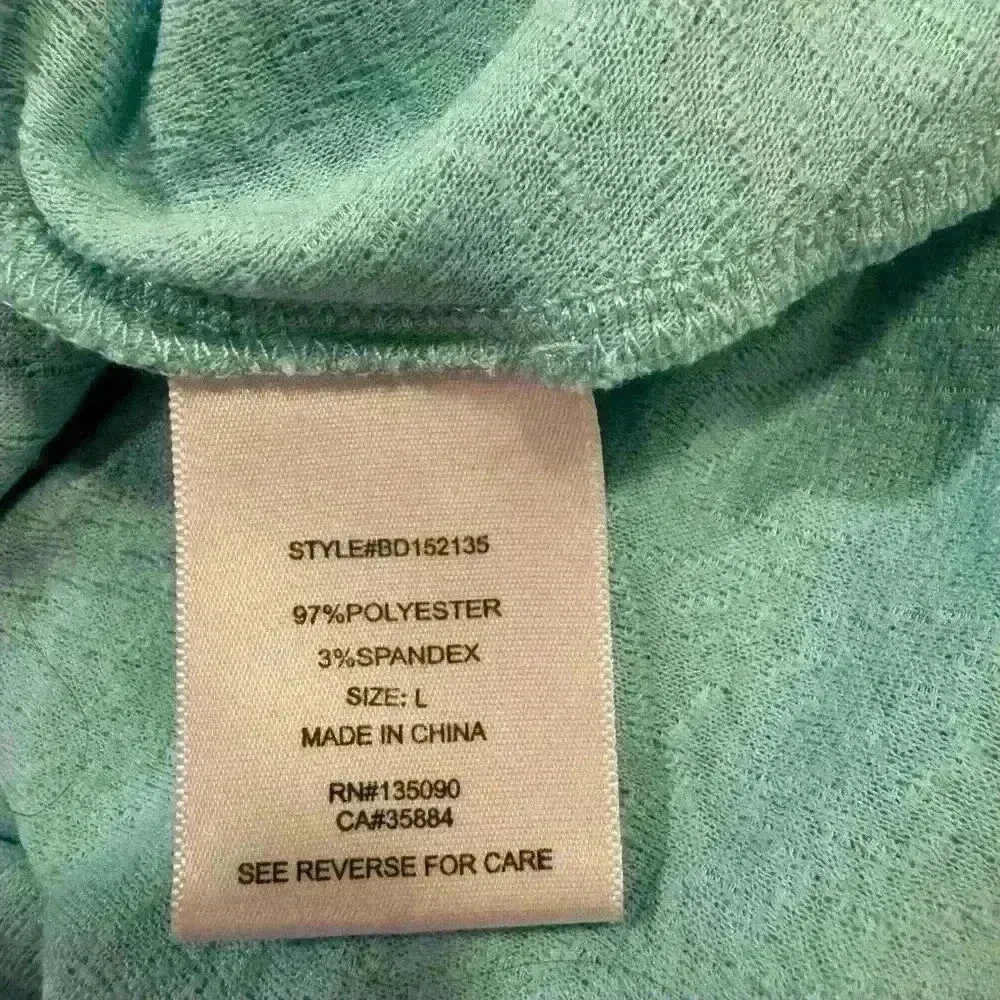 STYLE#BD152135
97%POLYESTER
3%SPANDEX
SIZE: L
MADE IN CHINA
RN#135090
CA#35884
SEE REVERSE FOR CARE